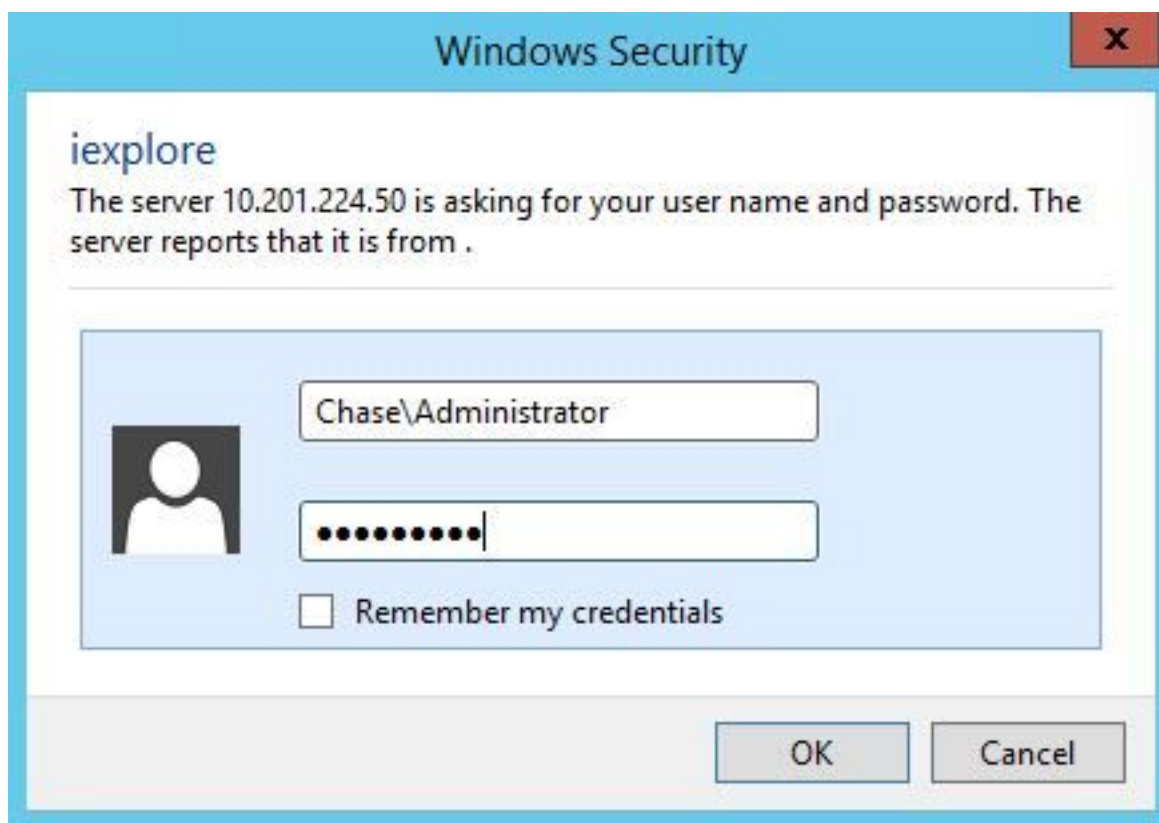 Windows Security
x
iexplore
The server 10.201.224.50 is asking for your user name and password. The
server reports that it is from .
Chase\Administrator
●●●●●●●●●
Remember my credentials
OK
Cancel